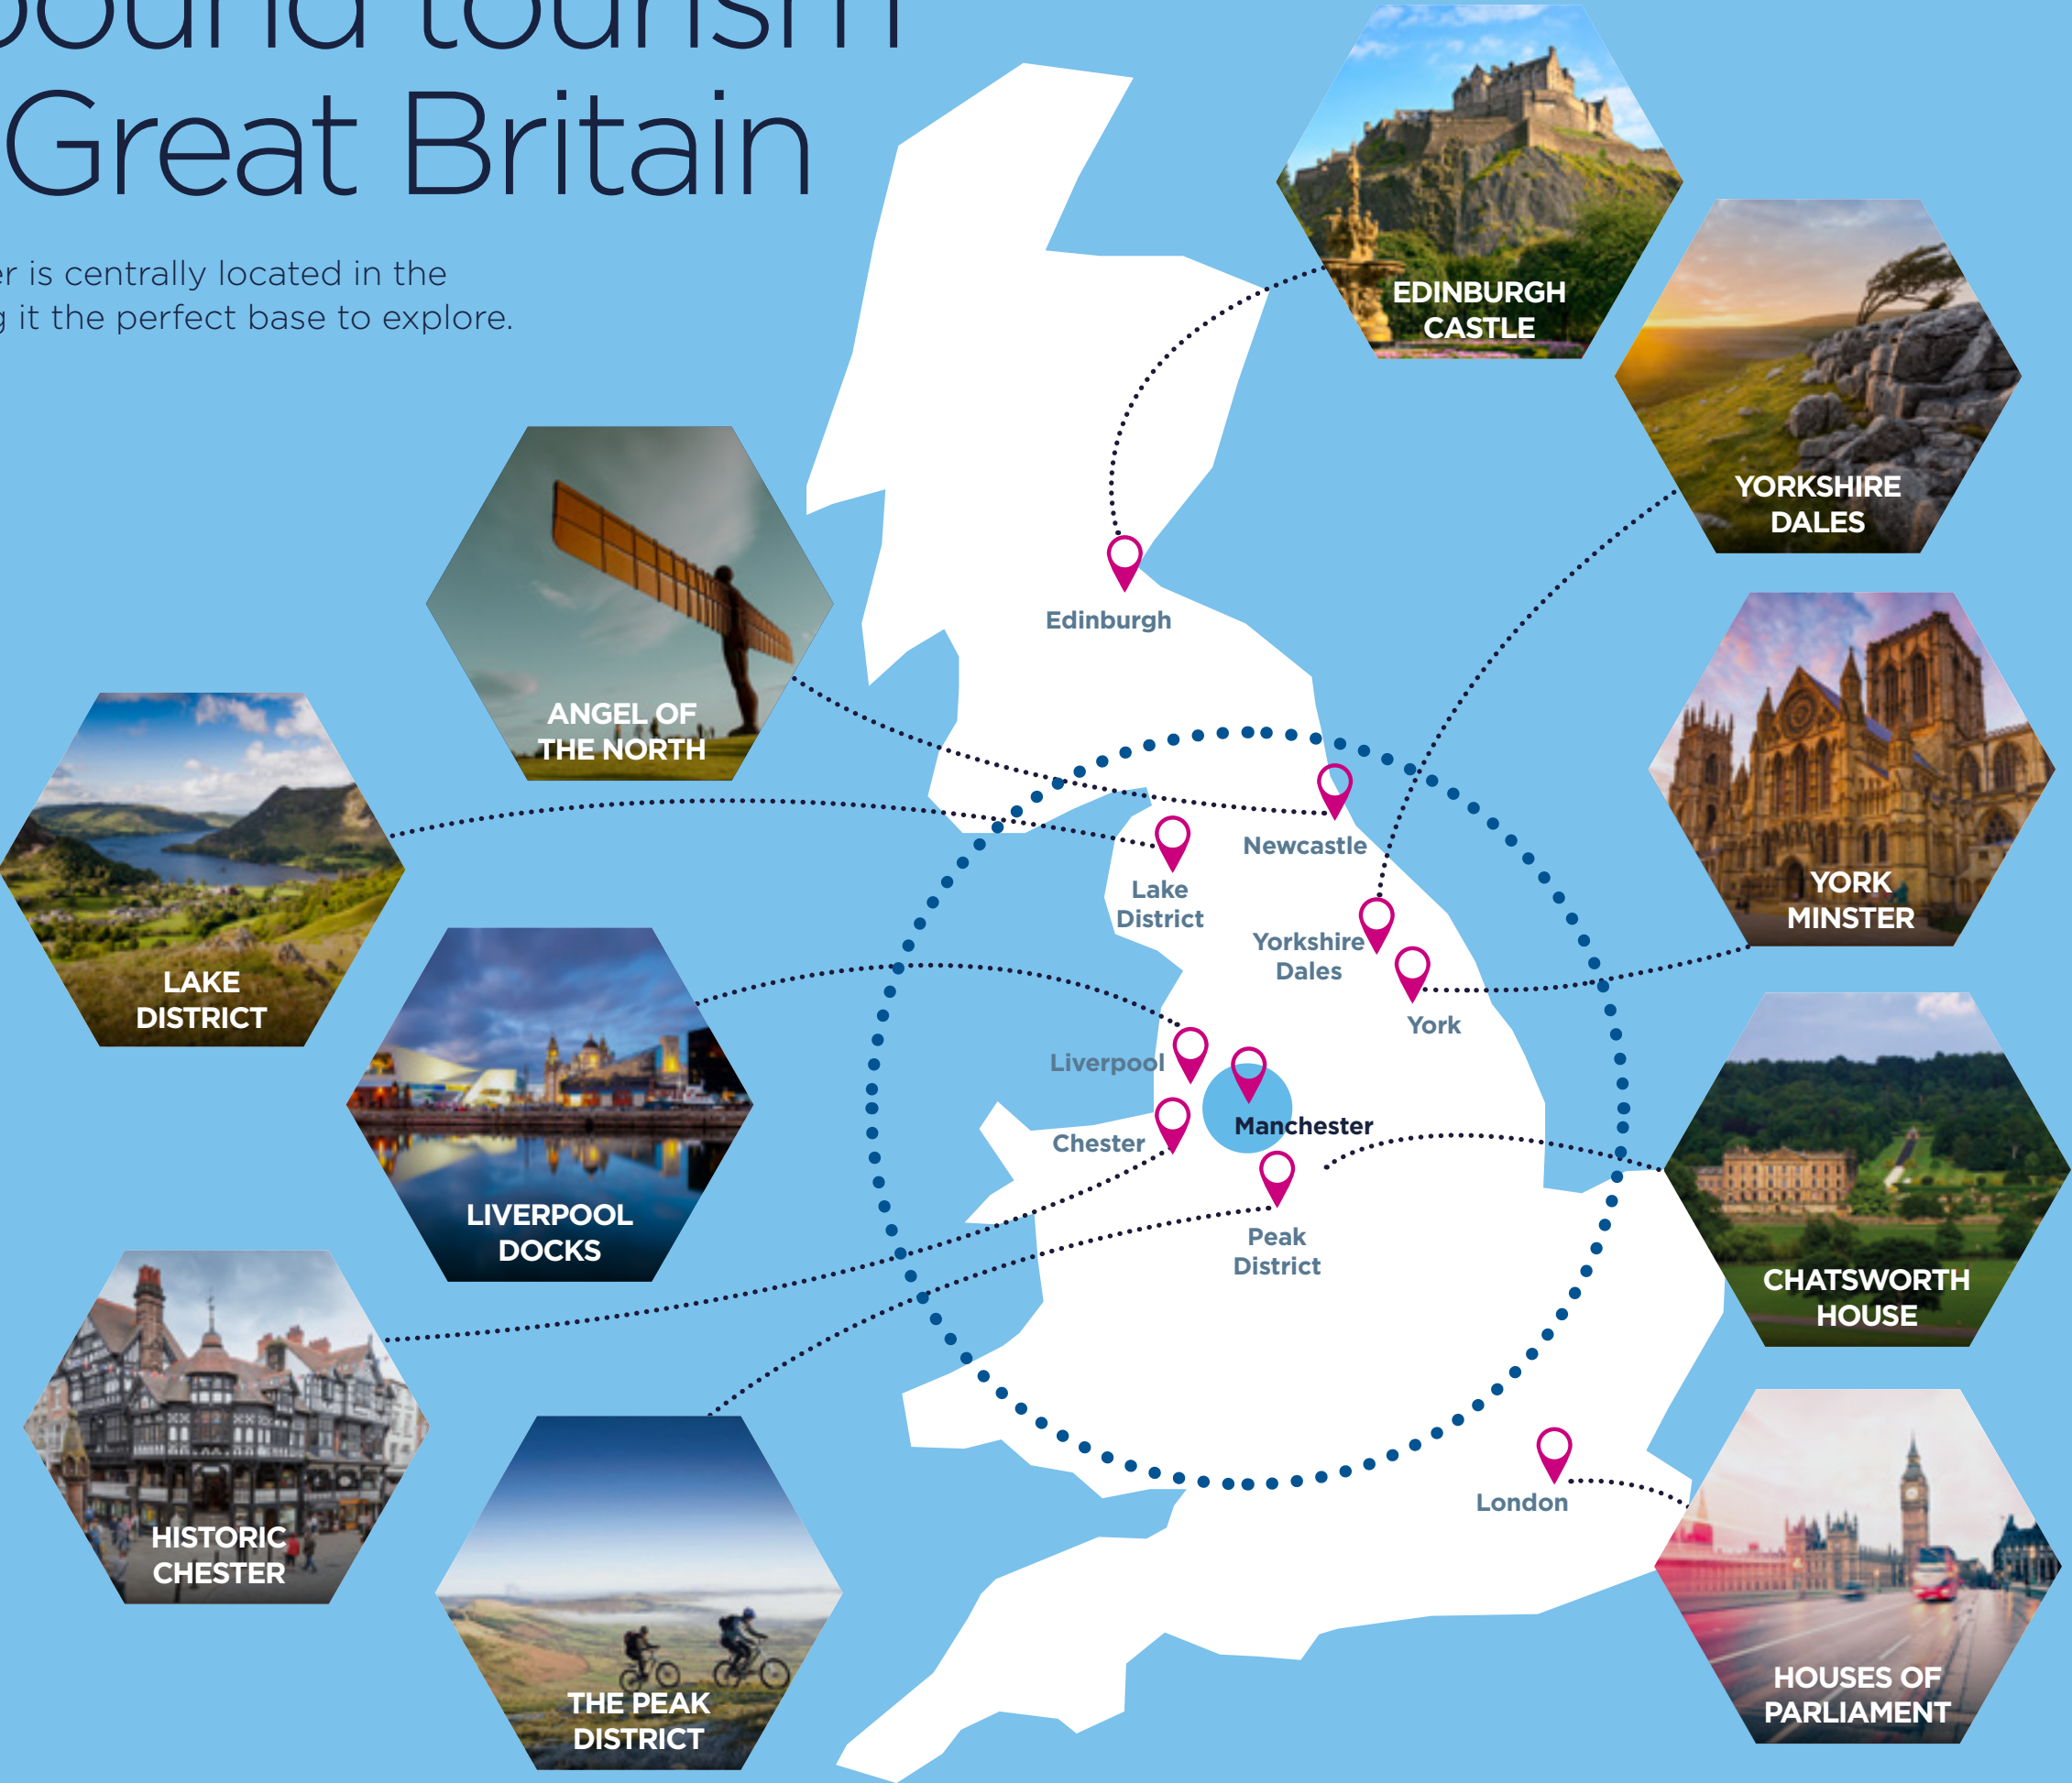 Great Britain
is centrally located in the
it the perfect base to explore.
EDINBURGH
CASTLE
YORKSHIRE
DALES
ANGEL OF
THE NORTH
Edinburgh
YORK
MINSTER
LAKE
DISTRICT
Newcastle
Lake
District
Yorkshire
Dales
York
LIVERPOOL
DOCKS
Liverpool
Manchester
Chester
Peak
District
CHATSWORTH
HOUSE
HISTORIC
CHESTER
London
THE PEAK
DISTRICT
HOUSES OF
PARLIAMENT